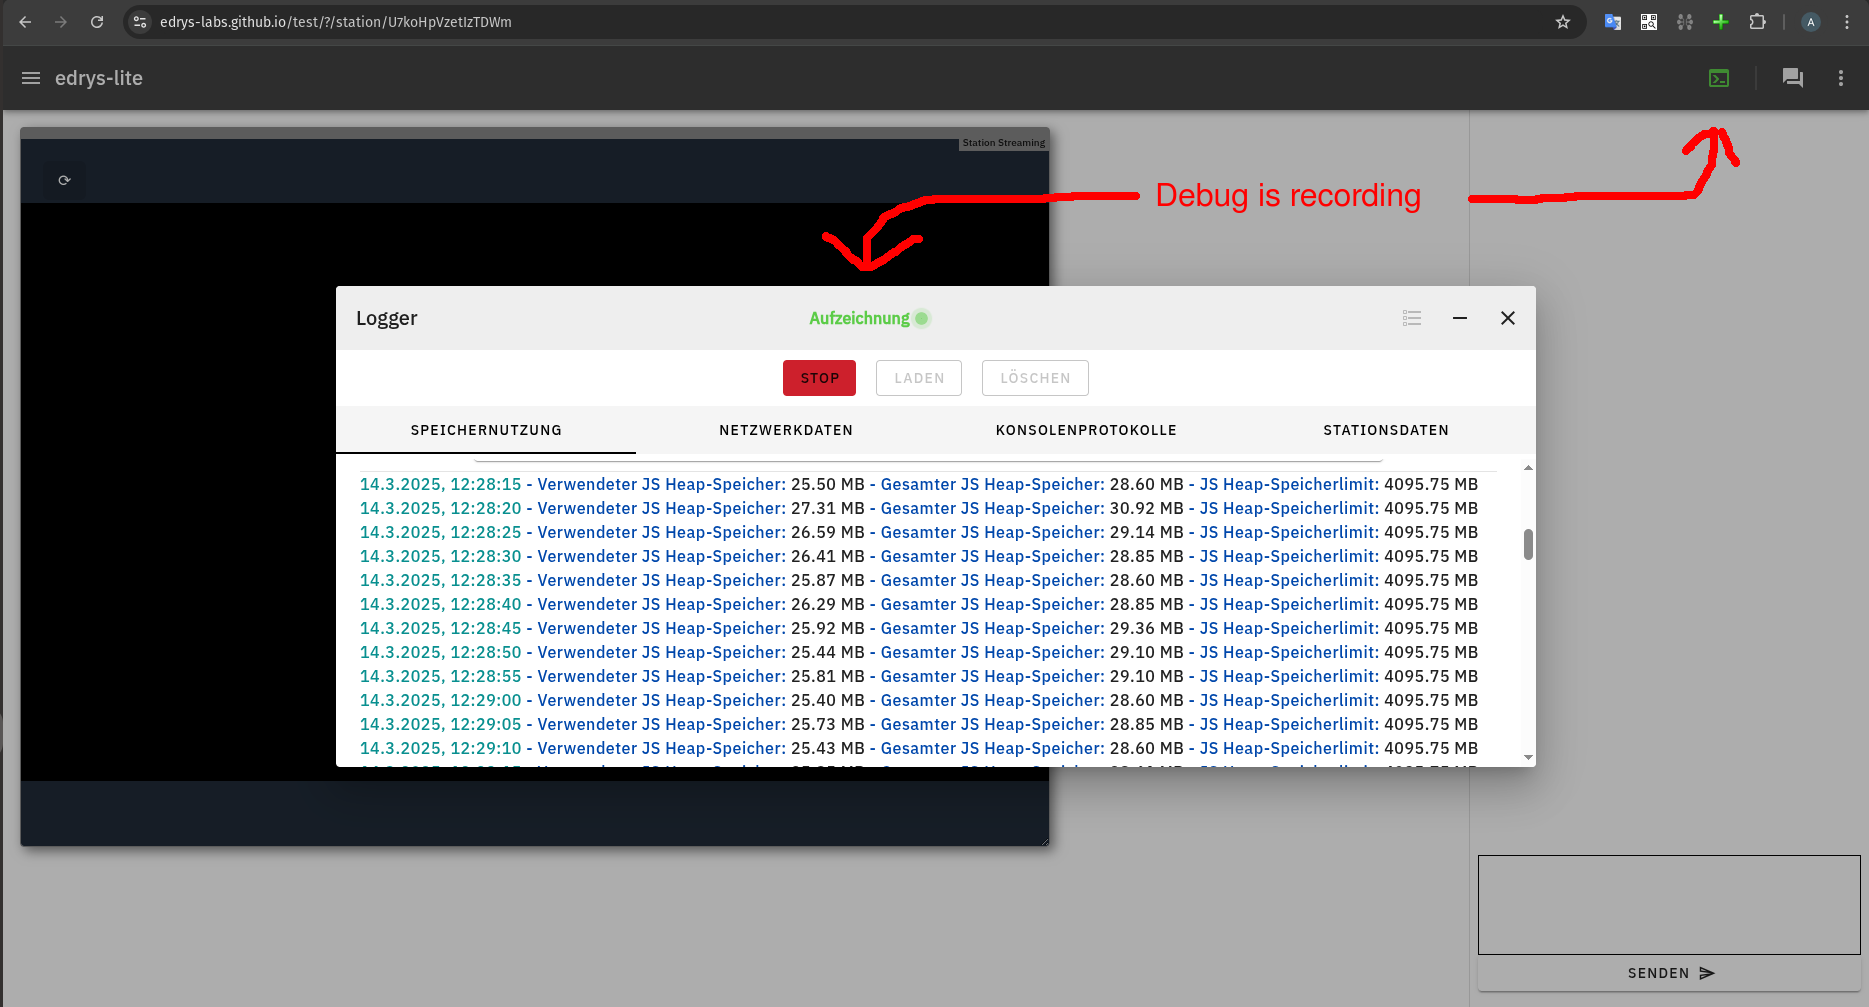 edrys-labs.github.io/test/?/station/U7koHpVzetIzTDWm
A
edrys-lite
Station Streaming
Debug is recording
Logger
Aufzeichnung
STOP
LADEN
LÖSCHEN
SPEICHERNUTZUNG
NETZWERKDATEN
KONSOLENPROTOKOLLE
STATIONSDATEN
14.3.2025, 12:28:15 - Verwendeter JS Heap-Speicher: 25.50 MB - Gesamter JS Heap-Speicher: 28.60 MB - JS Heap-Speicherlimit: 4095.75 MB
14.3.2025, 12:28:20 - Verwendeter JS Heap-Speicher: 27.31 MB - Gesamter JS Heap-Speicher: 30.92 MB - JS Heap-Speicherlimit: 4095.75 MB
14.3.2025, 12:28:25 - Verwendeter JS Heap-Speicher: 26.59 MB - Gesamter JS Heap-Speicher: 29.14 MB - JS Heap-Speicherlimit: 4095.75 MB
14.3.2025, 12:28:30 - Verwendeter JS Heap-Speicher: 26.41 MB - Gesamter JS Heap-Speicher: 28.85 MB - JS Heap-Speicherlimit: 4095.75 MB
14.3.2025, 12:28:35 - Verwendeter JS Heap-Speicher: 25.87 MB - Gesamter JS Heap-Speicher: 28.60 MB - JS Heap-Speicherlimit: 4095.75 MB
14.3.2025, 12:28:40 - Verwendeter JS Heap-Speicher: 26.29 MB - Gesamter JS Heap-Speicher: 28.85 MB - JS Heap-Speicherlimit: 4095.75 MB
14.3.2025, 12:28:45 - Verwendeter JS Heap-Speicher: 25.92 MB - Gesamter JS Heap-Speicher: 29.36 MB - JS Heap-Speicherlimit: 4095.75 MB
14.3.2025, 12:28:50 - Verwendeter JS Heap-Speicher: 25.44 MB - Gesamter JS Heap-Speicher: 29.10 MB - JS Heap-Speicherlimit: 4095.75 MB
14.3.2025, 12:28:55 - Verwendeter JS Heap-Speicher: 25.81 MB - Gesamter JS Heap-Speicher: 29.10 MB - JS Heap-Speicherlimit: 4095.75 MB
14.3.2025, 12:29:00 - Verwendeter JS Heap-Speicher: 25.40 MB - Gesamter JS Heap-Speicher: 28.60 MB - JS Heap-Speicherlimit: 4095.75 MB
14.3.2025, 12:29:05 - Verwendeter JS Heap-Speicher: 25.73 MB - Gesamter JS Heap-Speicher: 28.85 MB - JS Heap-Speicherlimit: 4095.75 MB
14.3.2025, 12:29:10 - Verwendeter JS Heap-Speicher: 25.43 MB - Gesamter JS Heap-Speicher: 28.60 MB - JS Heap-Speicherlimit: 4095.75 MB
SENDEN